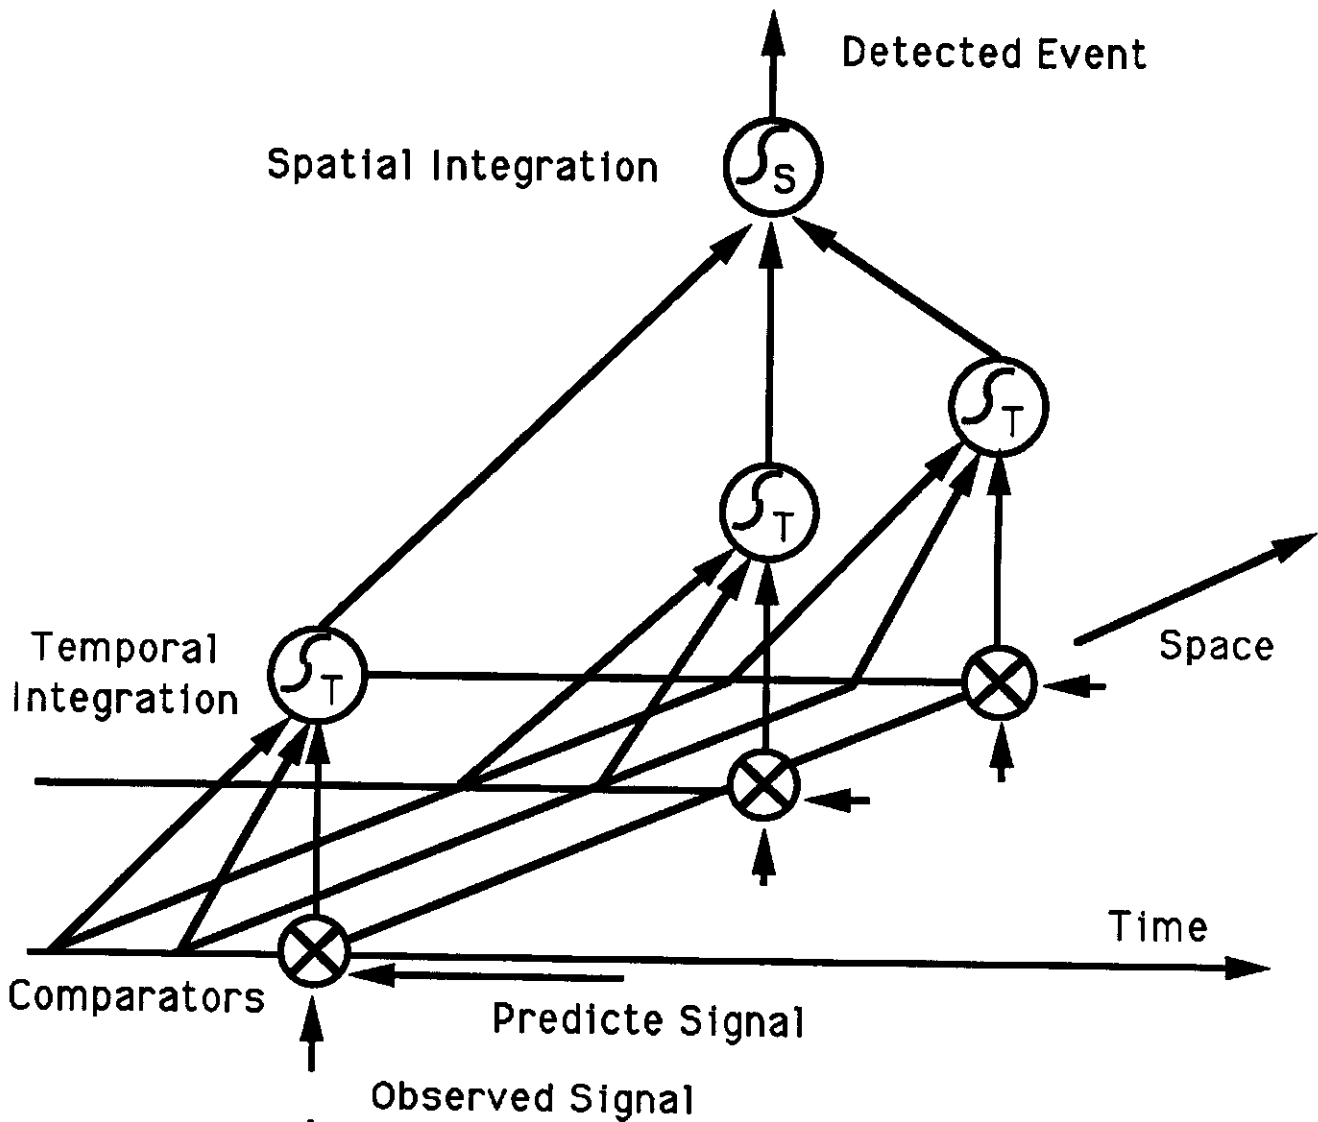 Detected Event
Spatial Integration
S
T
T
Space
Temporal
Integration
T
Time
Comparators
Predicte Signal
Observed Signal